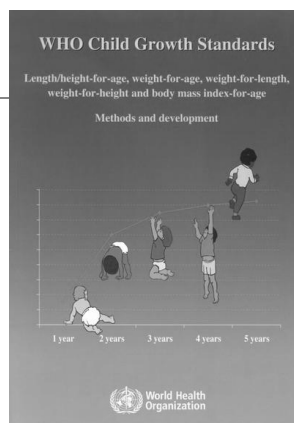 WHO Child Growth Standards
Length/height-for-age, weight-for-age, weight-for-length,
weight-for-height and body mass index-for-age
Methods and development
1 year 2 years 3 years 4 years 5 years
World Health
Organization